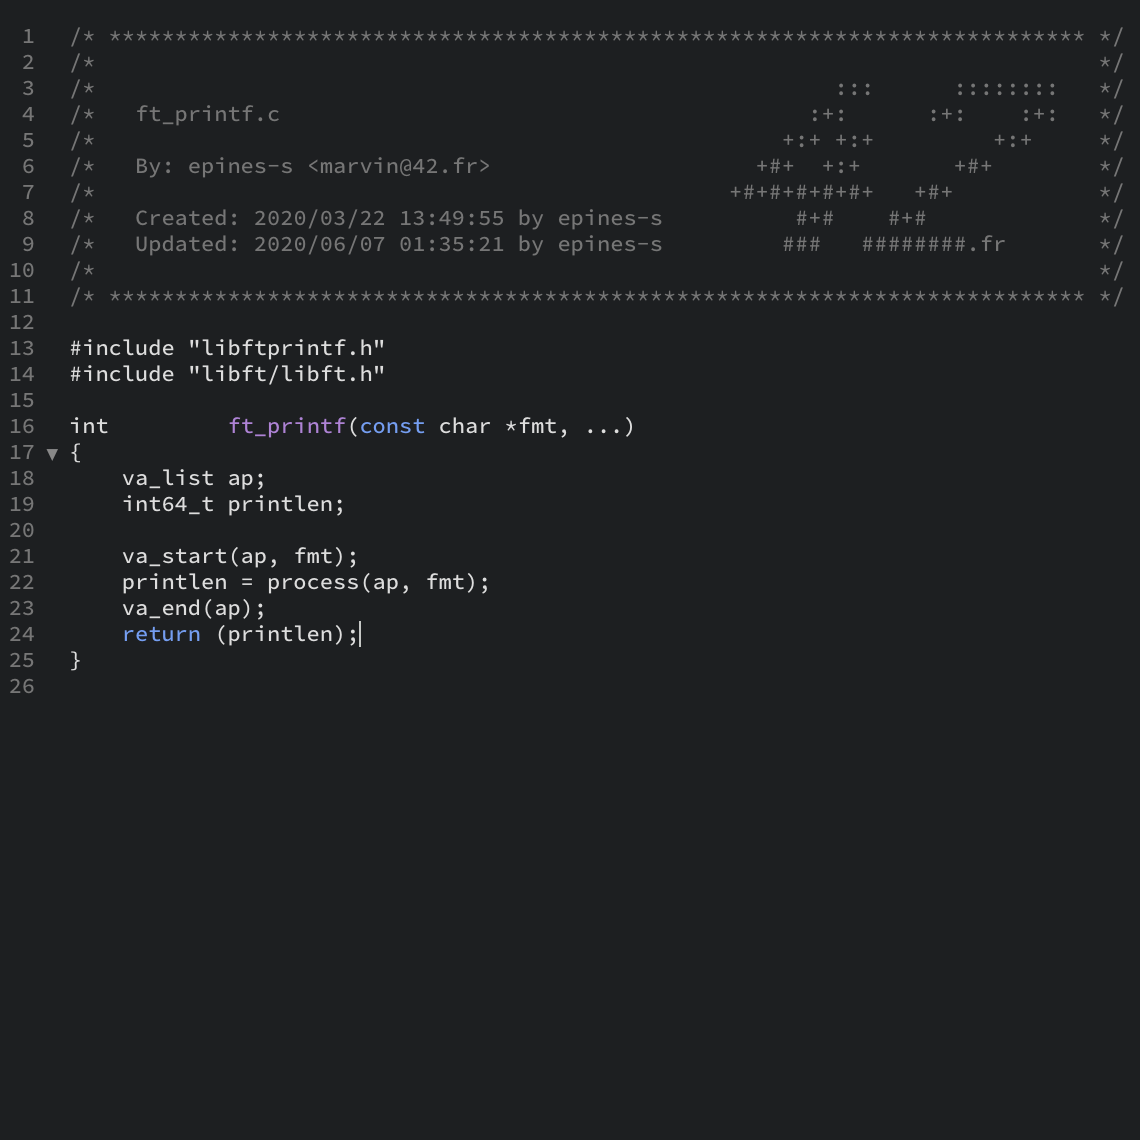 1 /* ************************************************************************** */
2 /*                                                                            */
3 /*                                                        :::      ::::::::   */
4 /*   ft_printf.c                                        :+:      :+:    :+:   */
5 /*                                                    +:+ +:+         +:+     */
6 /*   By: epines-s <marvin@42.fr>                    +#+  +:+       +#+        */
7 /*                                                +#+#+#+#+#+   +#+           */
8 /*   Created: 2020/03/22 13:49:55 by epines-s          #+#    #+#             */
9 /*   Updated: 2020/06/07 01:35:21 by epines-s         ###   ########.fr       */
10 /*                                                                            */
11 /* ************************************************************************** */
12
13 #include "libftprintf.h"
14 #include "libft/libft.h"
15
16 int         ft_printf(const char *fmt, ...)
17 ▼ {
18     va_list ap;
19     int64_t printlen;
20
21     va_start(ap, fmt);
22     printlen = process(ap, fmt);
23     va_end(ap);
24     return (printlen);
25 }
26